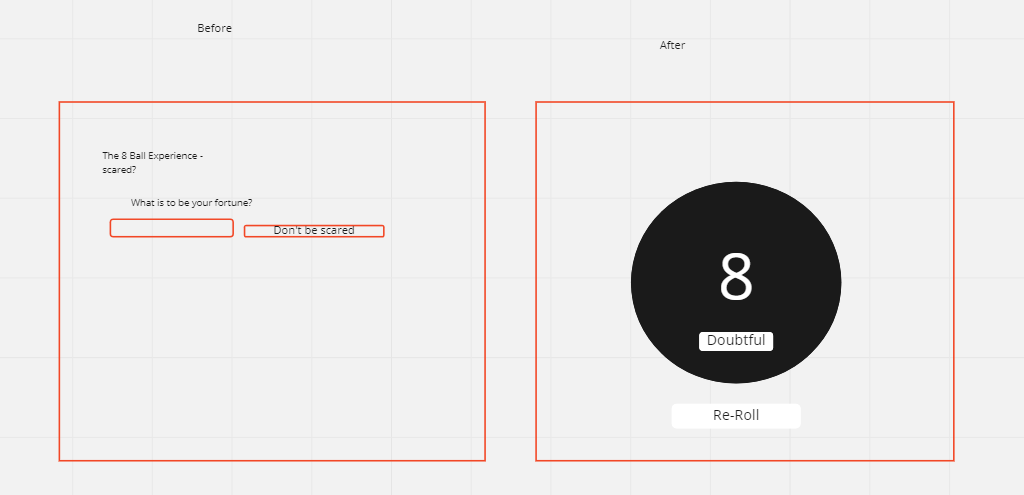 Before
After
The 8 Ball Experience -
scared?
What is to be your fortune?
Don't be scared
8
Doubtful
Re-Roll